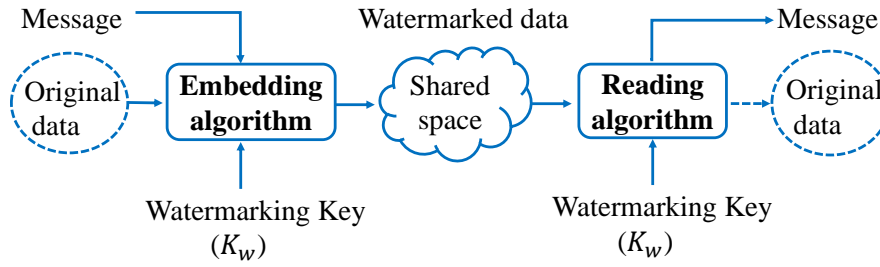 Message
Original
data
Embedding
algorithm
Watermarking Key
(K_w)
Watermarked data
Shared
space
Reading
algorithm
Watermarking Key
(K_w)
Message
Original
data